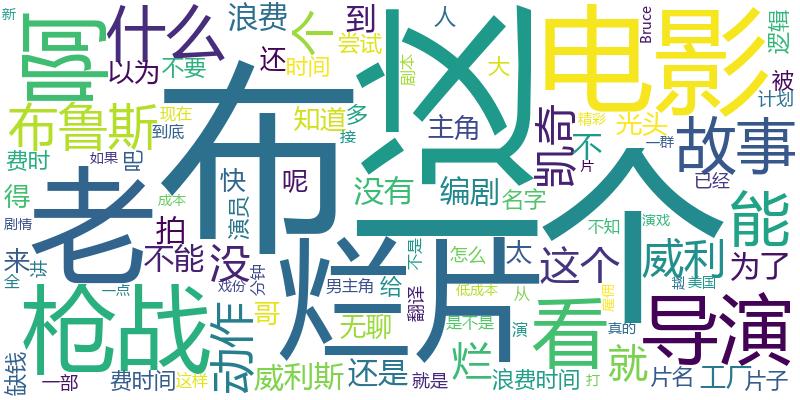 新
啊
什么
浪费
个
到
人
Bruce
逻辑
电影
这
以为
不要
还
尝试
时间
剧本
大
被
计划
布
布鲁斯
现在
到底
知道
多
接
主角
凯奇
不
精彩
光头
一群
故事
费时
如果
吧
得
老
演员
快
呢
没有
编剧
名字
片
已经
能
剧情
成本
拍
来
全
不能
没
烂片
不是
怎么
太
这个
不知
演戏
威利
为了
一点
戏份
分钟
男主角
给
翻译
低成本
从
雇佣
美国
真的
枪战
动作
哥
无聊
是不是
演
看
就
导演
缺钱
一部
费时间
这样
威利斯
还是
就是
烂
浪费时间
打
片名
工厂
片子